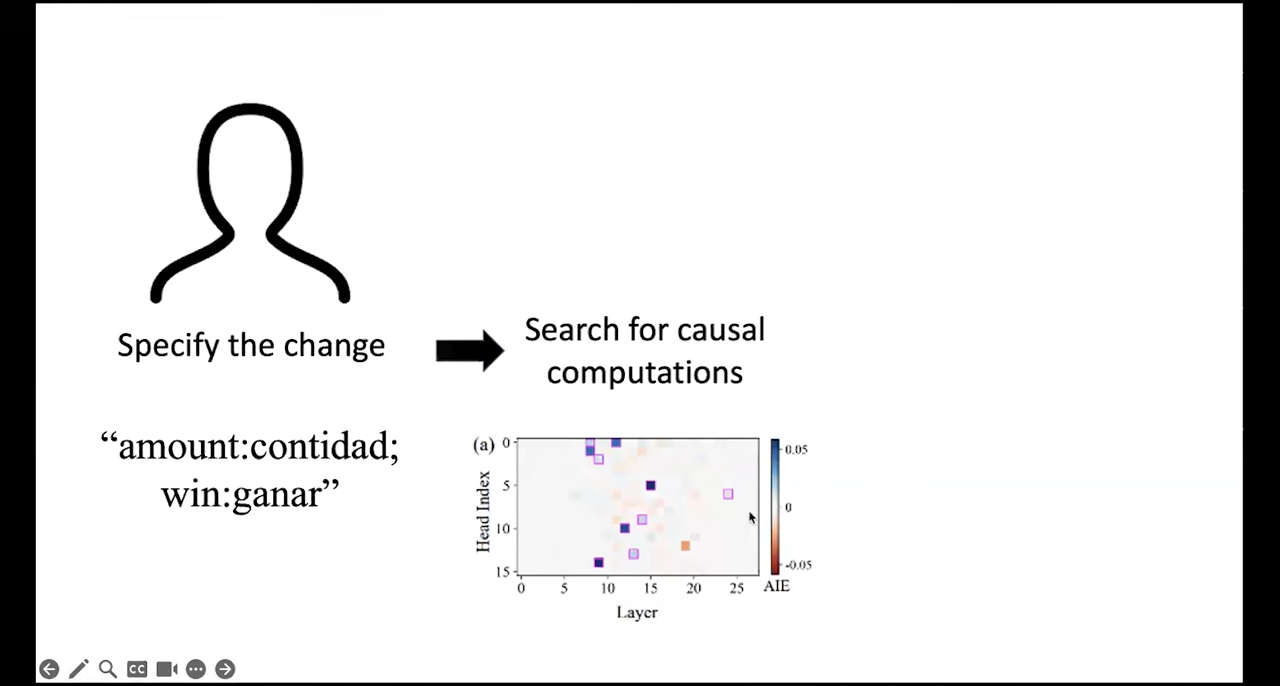 Specify the change
Search for causal
computations
“amount:contidad;
win:ganar”
(a)
0
5
10
15
Head Index
0 5 10 15 20 25
Layer
0.05
0
-0.05
AIE
CC